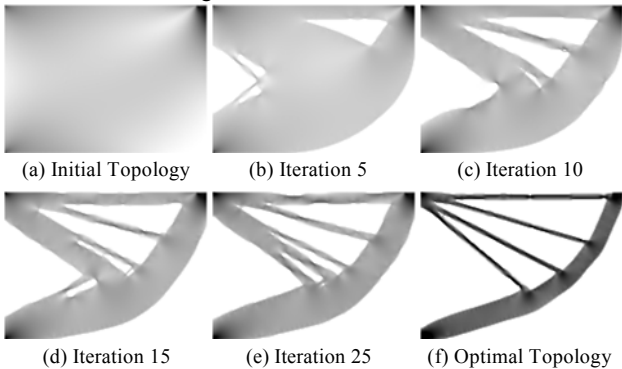 (a) Initial Topology
(b) Iteration 5
(c) Iteration 10
(d) Iteration 15
(e) Iteration 25
(f) Optimal Topology